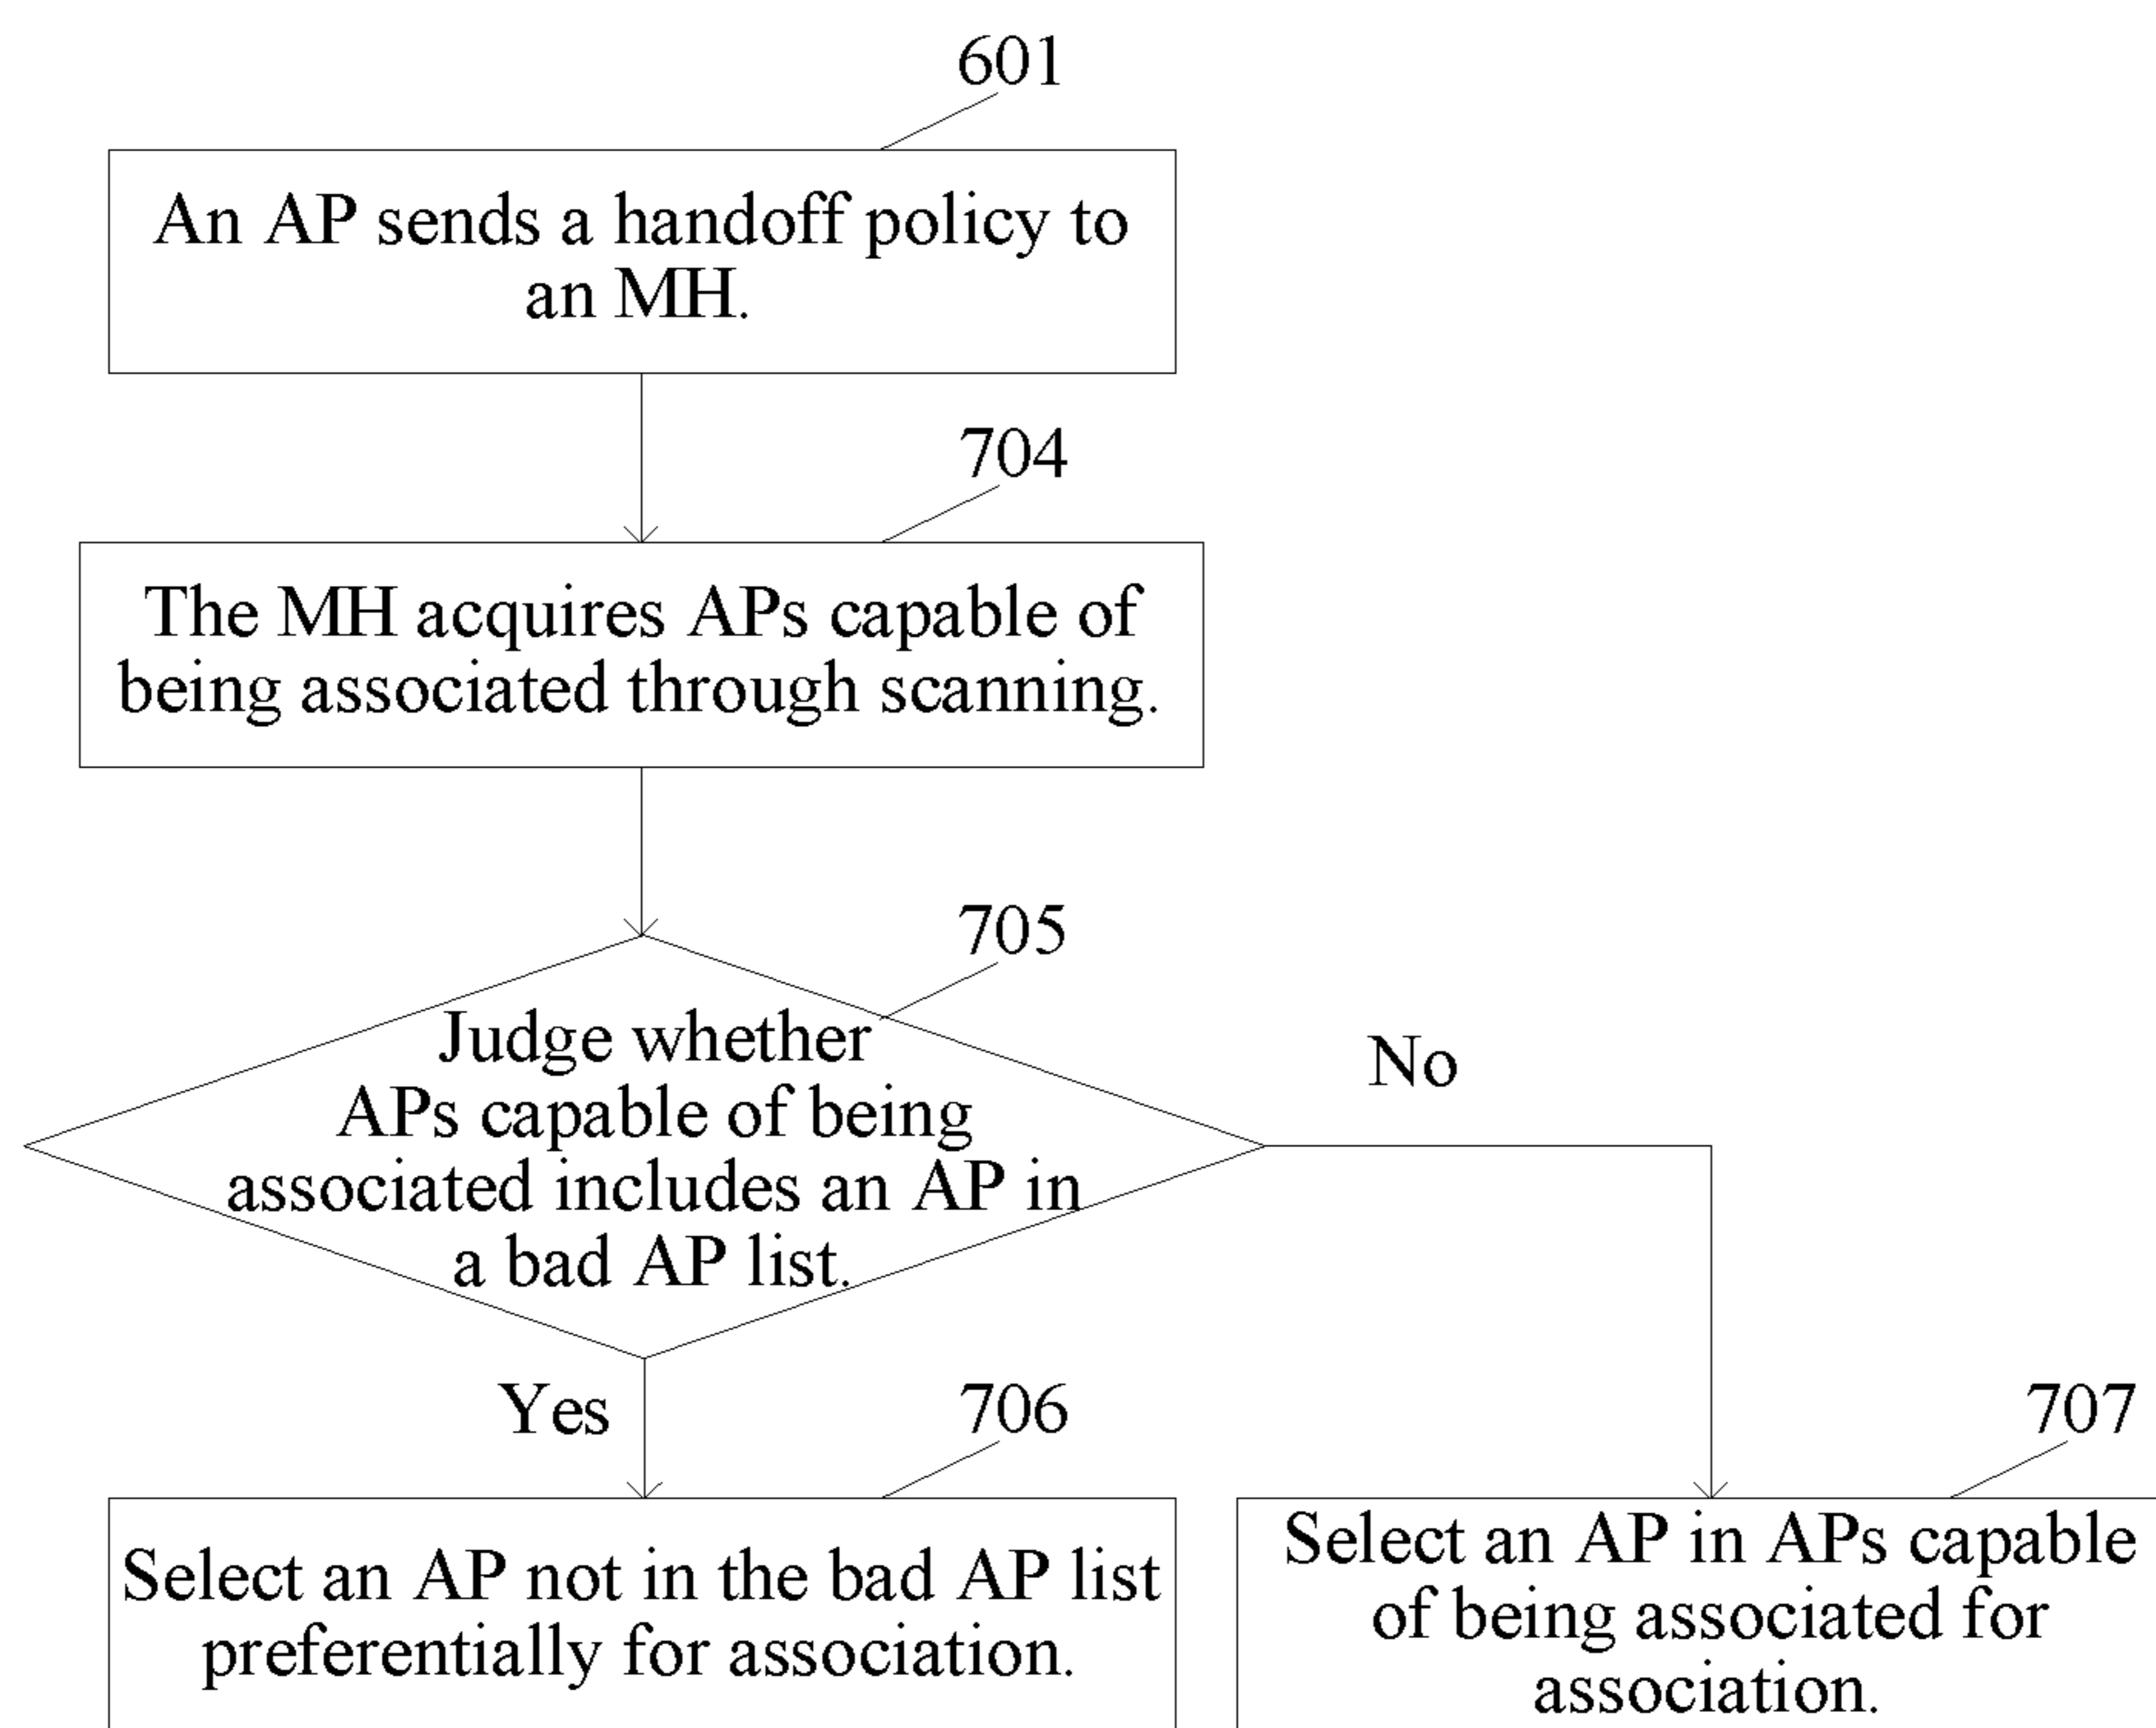 601
An AP sends a handoff policy to
an MH.
704
The MH acquires APs capable of
being associated through scanning.
705
Judge whether
APs capable of being
associated includes an AP in
a bad AP list.
No
Yes
706
Select an AP not in the bad AP list
preferentially for association.
707
Select an AP in APs capable
of being associated for
association.